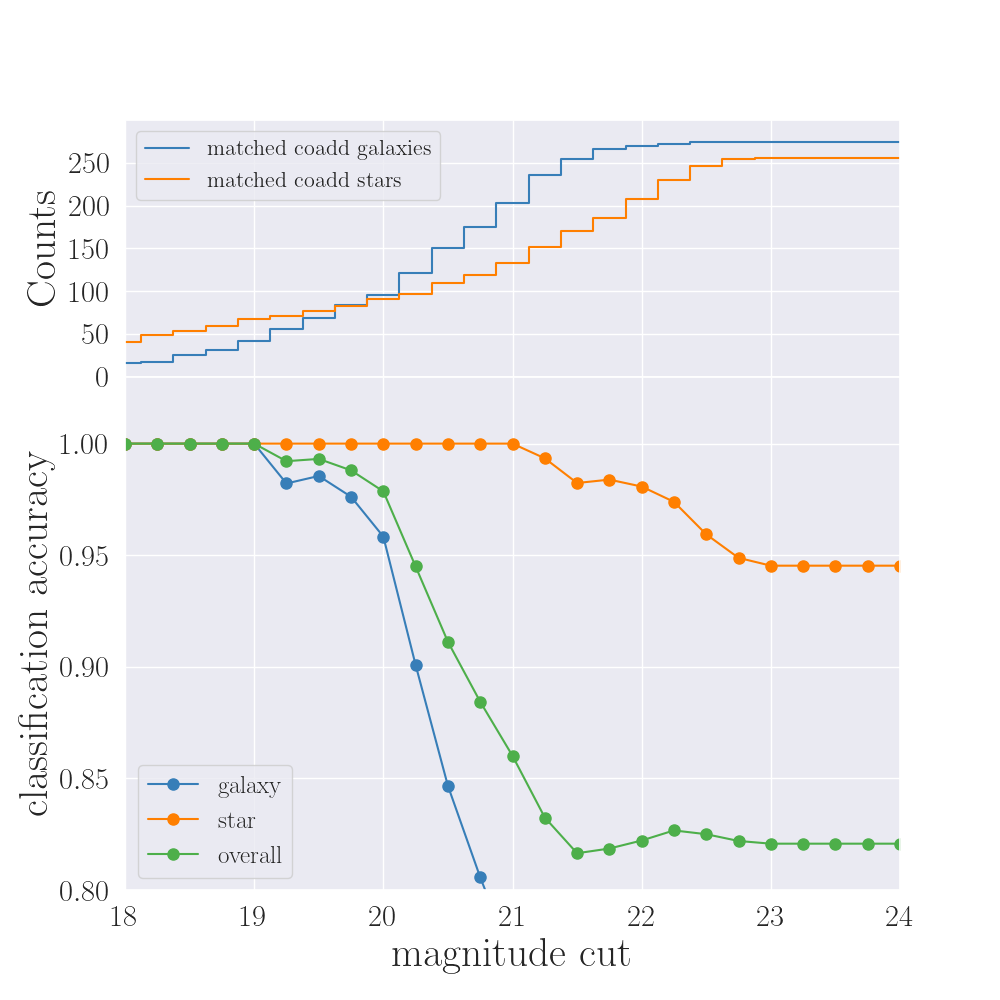 matched coadd galaxies
matched coadd stars
Counts
250
200
150
100
50
0
classification accuracy
1.00
0.95
0.90
0.85
0.80
galaxy
star
overall
18 19 20 21 22 23 24
magnitude cut